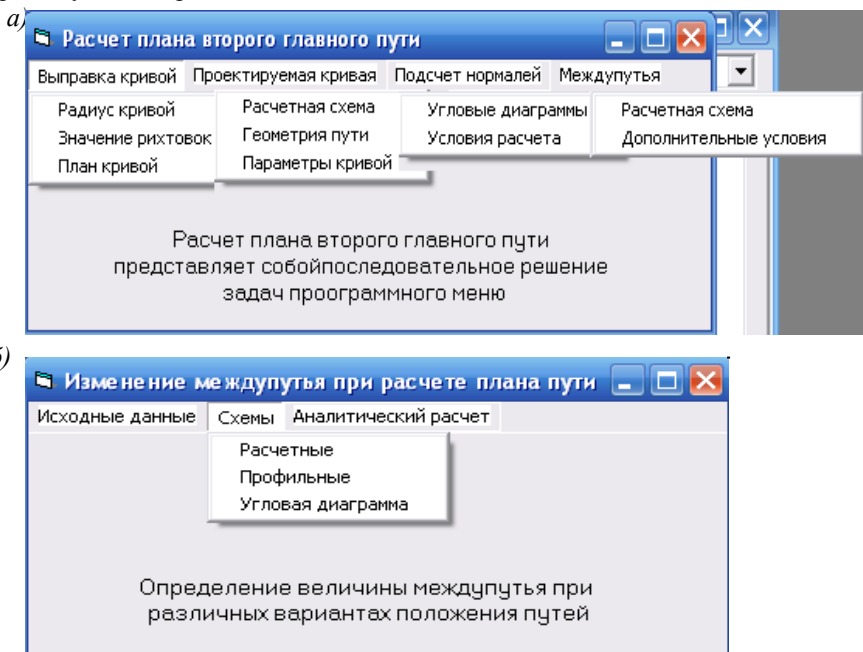 а)
Расчет плана второго главного пути
Выправка кривой Проектируемая кривая Подсчет нормалей Междупутья
Радиус кривой Расчетная схема Угловые диаграммы Расчетная схема
Значение рихтовок Геометрия пути Условия расчета Дополнительные условия
План кривой Параметры кривой
Расчет плана второго главного пути
представляет собойпоследовательное решение
задач проограммного меню
б)
Изменение междупутья при расчете плана пути
Исходные данные Схемы Аналитический расчет
Расчетные
Профильные
Угловая диаграмма
Определение величины междупутья при
различных вариантах положения путей